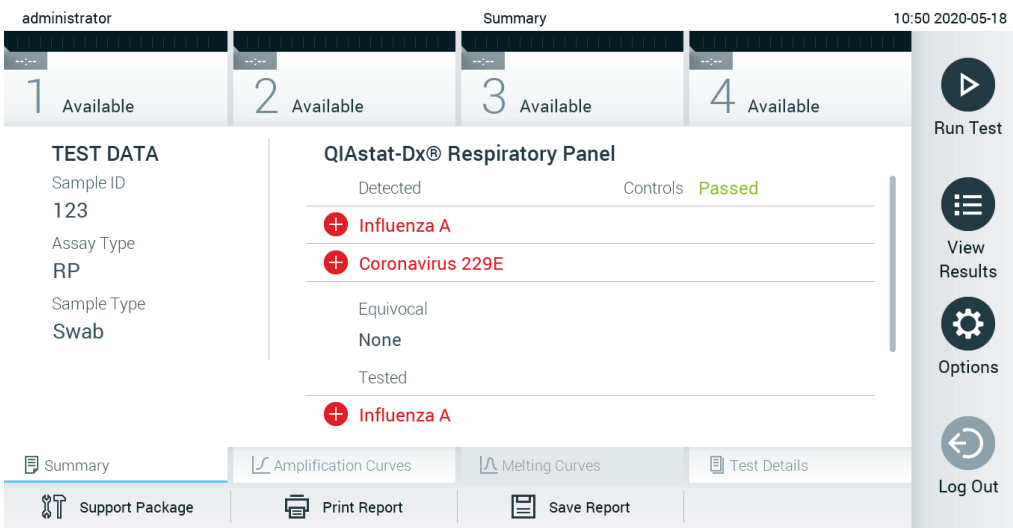 administrator Summary 10:50 2020-05-18
--:-- --:-- --:-- --:--
1 Available 2 Available 3 Available 4 Available
Run Test
TEST DATA
Sample ID
123
Assay Type
RP
Sample Type
Swab
QIAstat-Dx® Respiratory Panel
Detected Controls Passed
Influenza A
Coronavirus 229E
Equivocal
None
Tested
Influenza A
View
Results
Options
Log Out
Summary Amplification Curves Melting Curves Test Details
Support Package Print Report Save Report